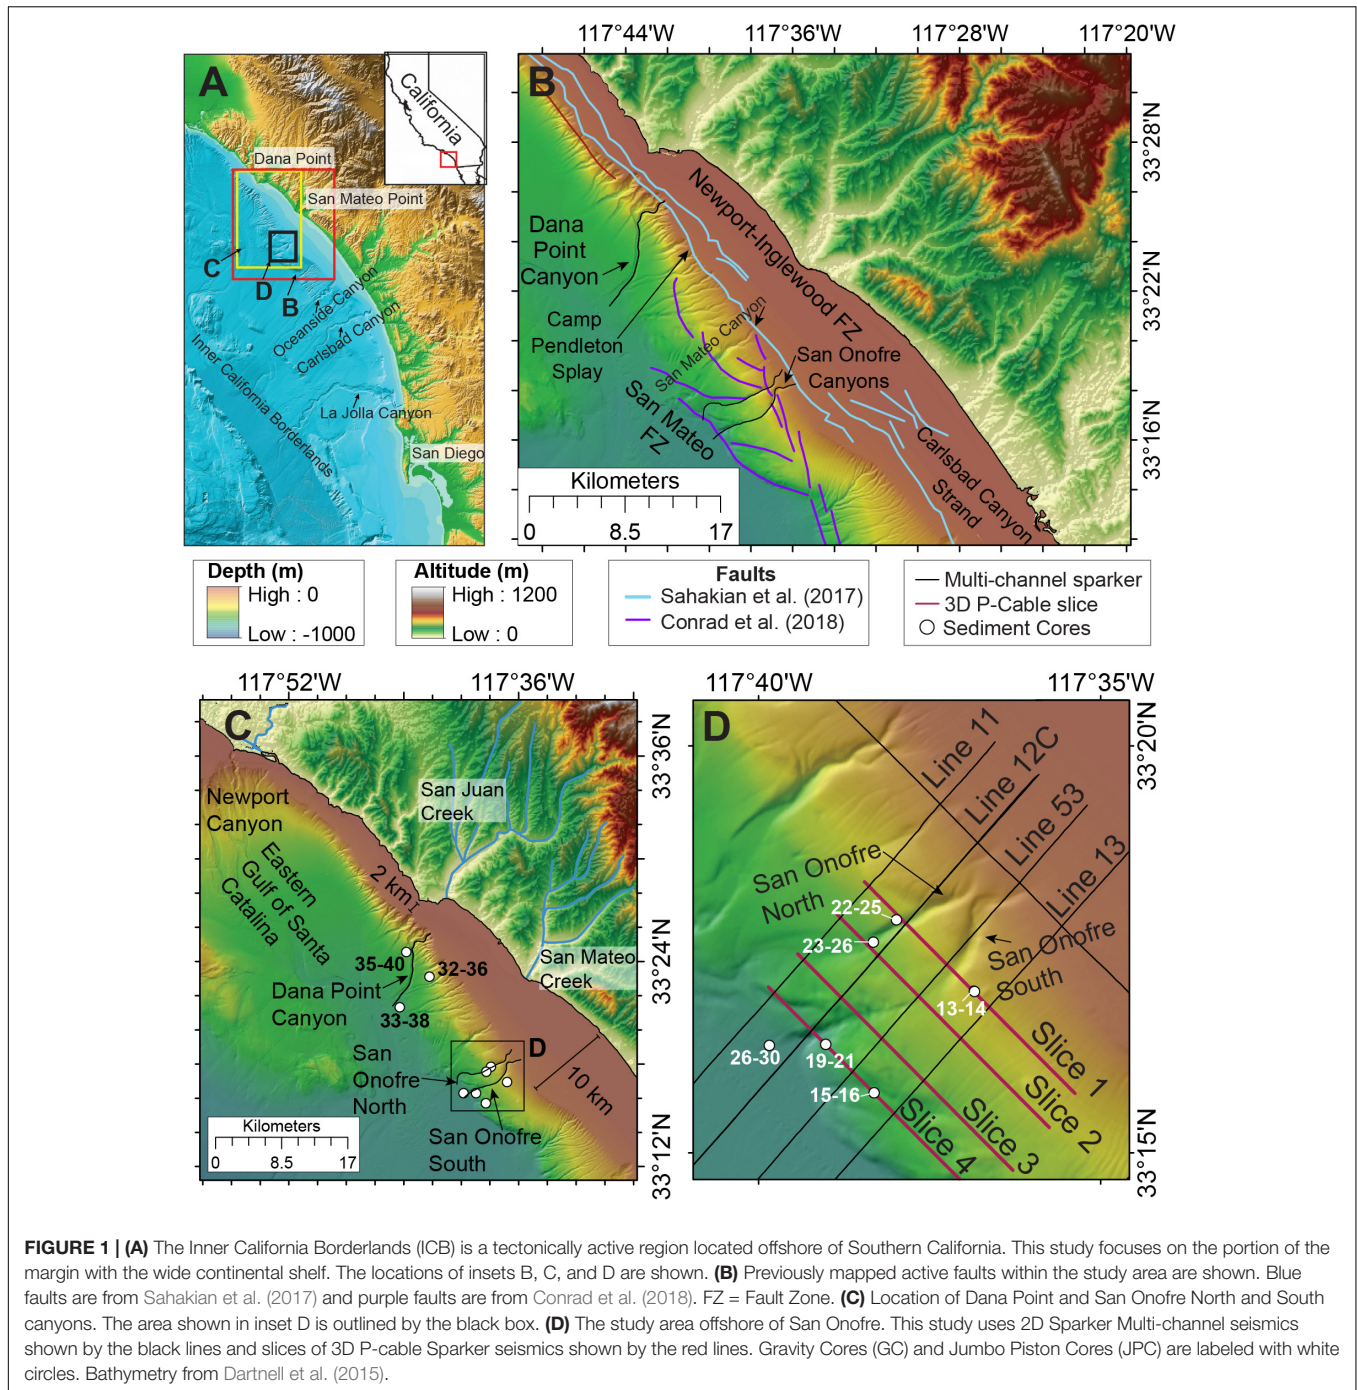 A
California
Dana Point
San Mateo Point
C
D
B
Oceanside Canyon
Carlsbad Canyon
Inner California Borderlands
La Jolla Canyon
San Diego
117°44'W 117°36'W 117°28'W 117°20'W
B
33°28'N
33°22'N
33°16'N
Newport-Inglewood FZ
Dana
Point
Canyon
Camp
Pendleton
Splay
San Mateo Canyon
San Onofre
Canyons
San Mateo
FZ
Carlsbad Canyon
Strand
Kilometers
0 8.5 17
Depth (m)
High : 0
Low : -1000
Altitude (m)
High : 1200
Low : 0
Faults
Sahakian et al. (2017)
Conrad et al. (2018)
Multi-channel sparker
3D P-Cable slice
Sediment Cores
117°52'W 117°36'W
C
33°36'N
33°24'N
33°12'N
Newport
Canyon
San Juan
Creek
Eastern
Gulf of Santa
Catalina
2 km
San Mateo
Creek
35-40
32-36
Dana Point
Canyon
33-38
San
Onofre
North
D
10 km
San Onofre
South
Kilometers
0 8.5 17
117°40'W 117°35'W
D
33°20'N
33°15'N
Line 11
Line 12C
Line 53
Line 13
San Onofre
North
22-25
23-26
San Onofre
South
13-14
26-30
19-21
15-16
Slice 1
Slice 2
Slice 3
Slice 4
FIGURE 1 | (A) The Inner California Borderlands (ICB) is a tectonically active region located offshore of Southern California. This study focuses on the portion of the
margin with the wide continental shelf. The locations of insets B, C, and D are shown. (B) Previously mapped active faults within the study area are shown. Blue
faults are from Sahakian et al. (2017) and purple faults are from Conrad et al. (2018). FZ = Fault Zone. (C) Location of Dana Point and San Onofre North and South
canyons. The area shown in inset D is outlined by the black box. (D) The study area offshore of San Onofre. This study uses 2D Sparker Multi-channel seismics
shown by the black lines and slices of 3D P-cable Sparker seismics shown by the red lines. Gravity Cores (GC) and Jumbo Piston Cores (JPC) are labeled with white
circles. Bathymetry from Dartnell et al. (2015).